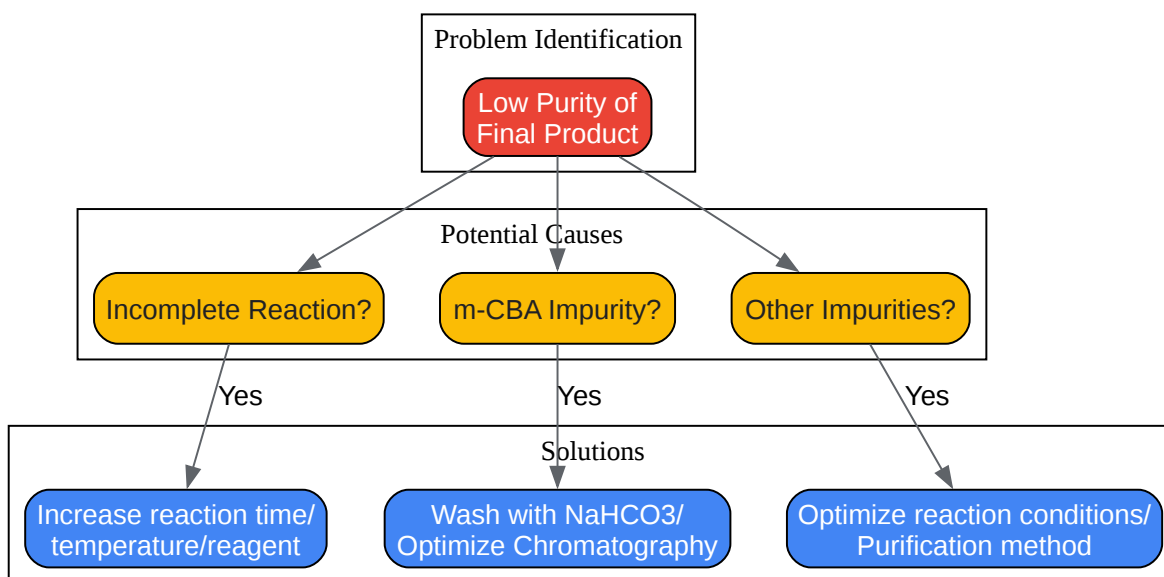 Problem Identification
Low Purity of
Final Product
Potential Causes
Incomplete Reaction?
m-CBA Impurity?
Other Impurities?
Yes
Yes
Yes
Solutions
Increase reaction time/
temperature/reagent
Wash with NaHCO3/
Optimize Chromatography
Optimize reaction conditions/
Purification method